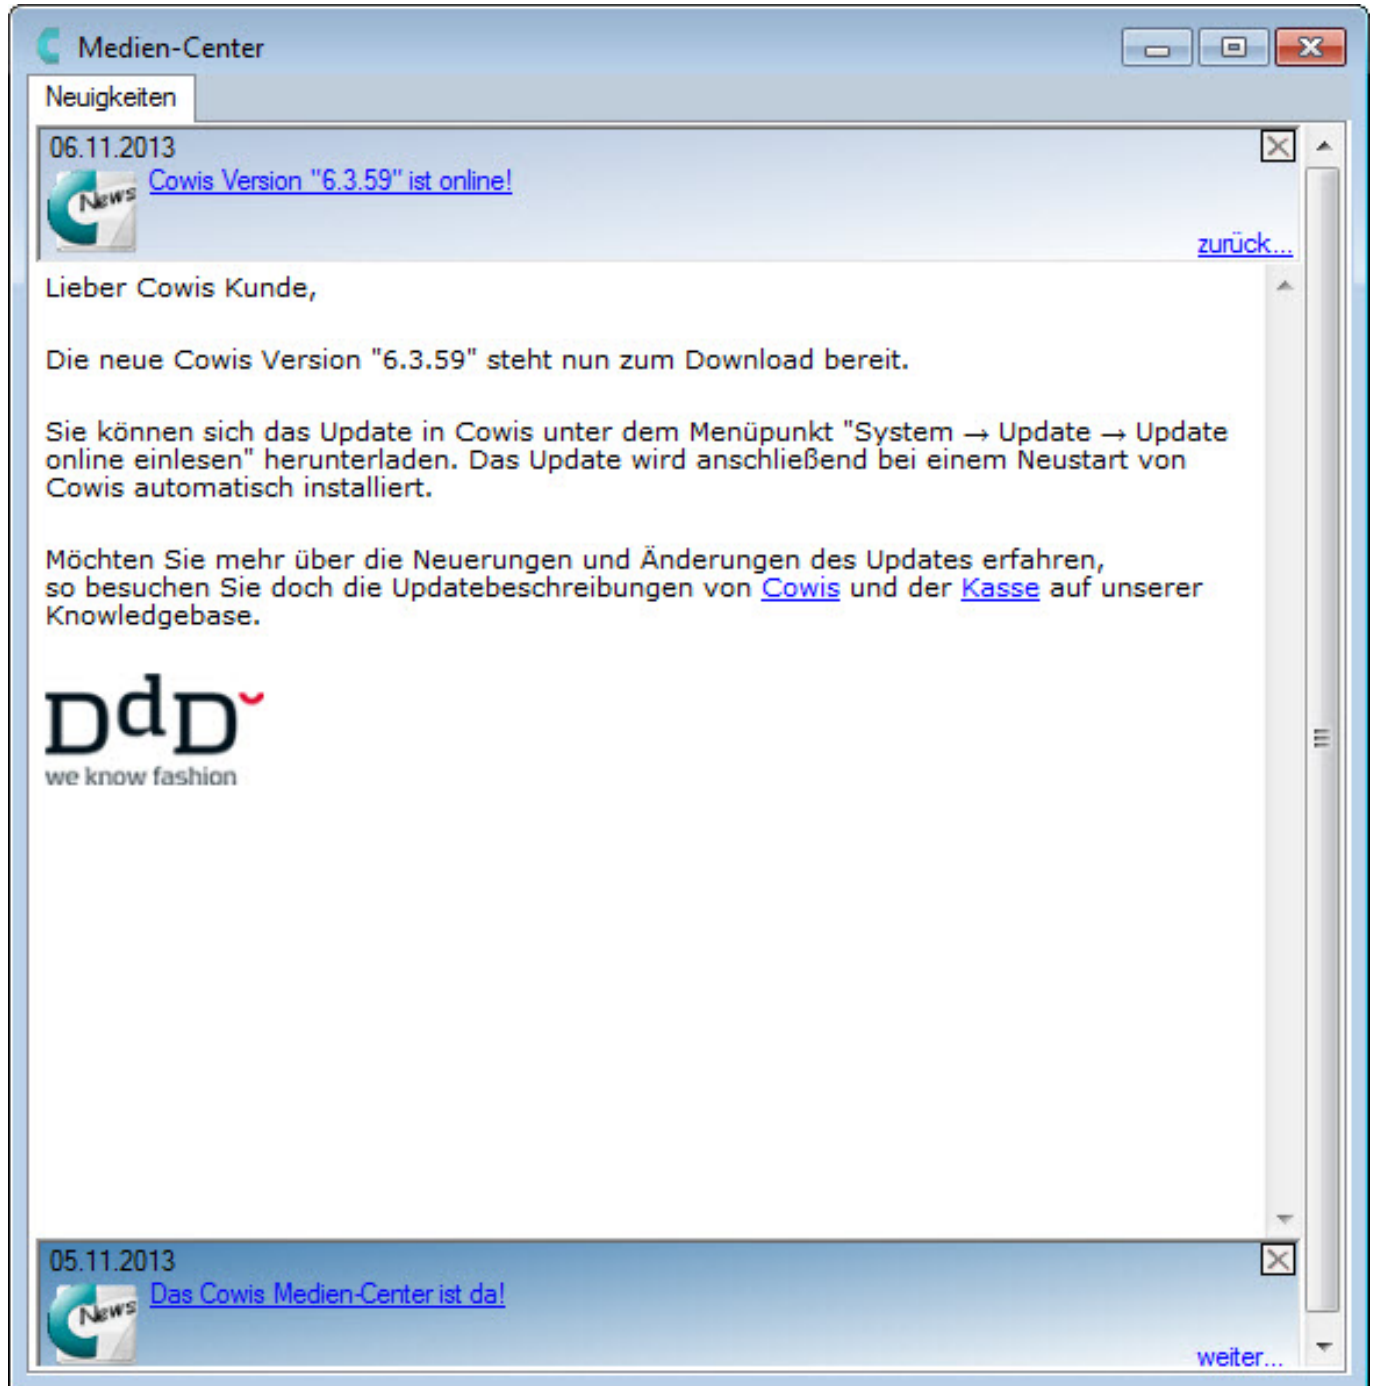 Medien-Center
Neuigkeiten
06.11.2013
News
Cowis Version "6.3.59" ist online!
zurück...
Lieber Cowis Kunde,
Die neue Cowis Version "6.3.59" steht nun zum Download bereit.
Sie können sich das Update in Cowis unter dem Menüpunkt "System → Update → Update
online einlesen" herunterladen. Das Update wird anschließend bei einem Neustart von
Cowis automatisch installiert.
Möchten Sie mehr über die Neuerungen und Änderungen des Updates erfahren,
so besuchen Sie doch die Updatebeschreibungen von Cowis und der Kasse auf unserer
Knowledgebase.
DdD
we know fashion
05.11.2013
News
Das Cowis Medien-Center ist da!
weiter...